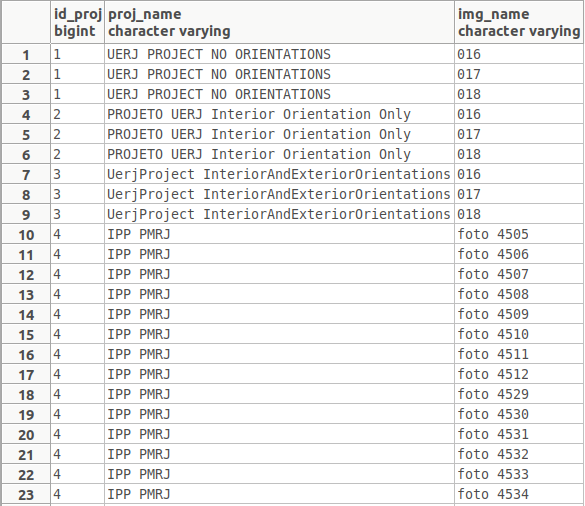 id_proj proj_name img_name
bigint character varying character varying
1 1 UERJ PROJECT NO ORIENTATIONS 016
2 1 UERJ PROJECT NO ORIENTATIONS 017
3 1 UERJ PROJECT NO ORIENTATIONS 018
4 2 PROJETO UERJ Interior Orientation Only 016
5 2 PROJETO UERJ Interior Orientation Only 017
6 2 PROJETO UERJ Interior Orientation Only 018
7 3 UerjProject InteriorAndExteriorOrientations 016
8 3 UerjProject InteriorAndExteriorOrientations 017
9 3 UerjProject InteriorAndExteriorOrientations 018
10 4 IPP PMRJ foto 4505
11 4 IPP PMRJ foto 4506
12 4 IPP PMRJ foto 4507
13 4 IPP PMRJ foto 4508
14 4 IPP PMRJ foto 4509
15 4 IPP PMRJ foto 4510
16 4 IPP PMRJ foto 4511
17 4 IPP PMRJ foto 4512
18 4 IPP PMRJ foto 4529
19 4 IPP PMRJ foto 4530
20 4 IPP PMRJ foto 4531
21 4 IPP PMRJ foto 4532
22 4 IPP PMRJ foto 4533
23 4 IPP PMRJ foto 4534